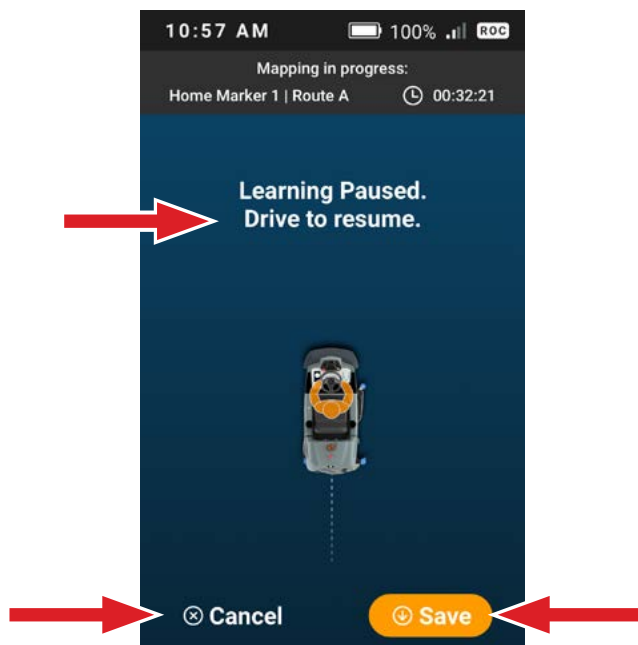 10:57 AM 100% ROC
Mapping in progress:
Home Marker 1 | Route A 00:32:21
Learning Paused.
Drive to resume.
Cancel Save